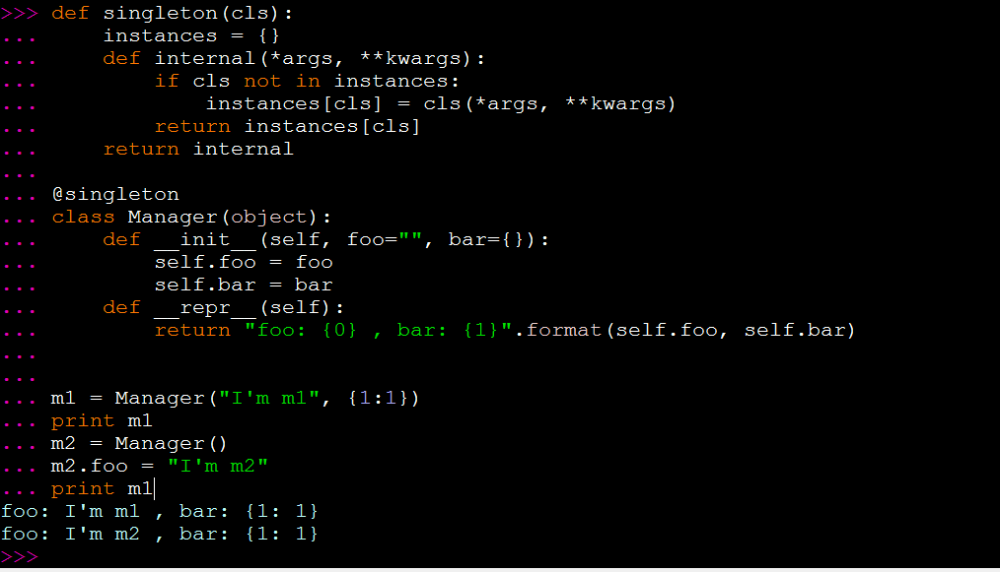 >>> def singleton(cls):
...     instances = {}
...     def internal(*args, **kwargs):
...         if cls not in instances:
...             instances[cls] = cls(*args, **kwargs)
...         return instances[cls]
...     return internal
...
... @singleton
... class Manager(object):
...     def __init__(self, foo="", bar={}):
...         self.foo = foo
...         self.bar = bar
...     def __repr__(self):
...         return "foo: {0} , bar: {1}".format(self.foo, self.bar)
...
...
... m1 = Manager("I'm m1", {1:1})
... print m1
... m2 = Manager()
... m2.foo = "I'm m2"
... print m1
foo: I'm m1 , bar: {1: 1}
foo: I'm m2 , bar: {1: 1}
>>>